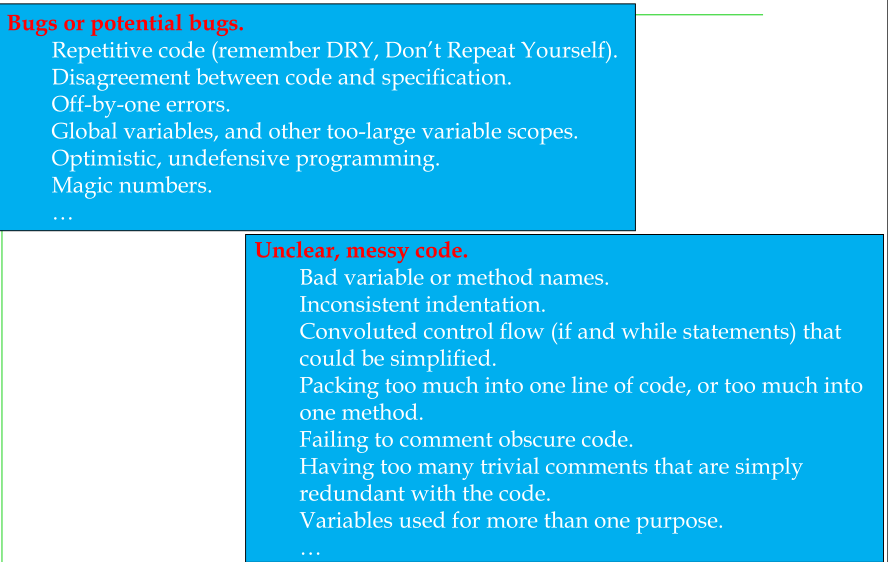 Bugs or potential bugs.
Repetitive code (remember DRY, Don’t Repeat Yourself).
Disagreement between code and specification.
Off-by-one errors.
Global variables, and other too-large variable scopes.
Optimistic, undefensive programming.
Magic numbers.
…
Unclear, messy code.
Bad variable or method names.
Inconsistent indentation.
Convoluted control flow (if and while statements) that
could be simplified.
Packing too much into one line of code, or too much into
one method.
Failing to comment obscure code.
Having too many trivial comments that are simply
redundant with the code.
Variables used for more than one purpose.
…